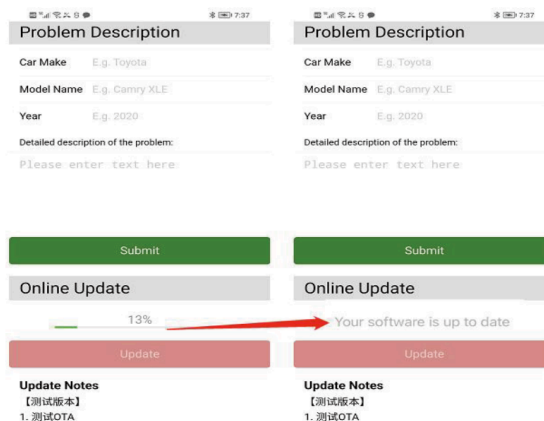 7:37
Problem Description
Car Make E.g. Toyota
Model Name E.g. Camry XLE
Year E.g. 2020
Detailed description of the problem:
Please enter text here
Submit
Online Update
13%
Update
Update Notes
【测试版本】
1. 测试OTA
7:37
Problem Description
Car Make E.g. Toyota
Model Name E.g. Camry XLE
Year E.g. 2020
Detailed description of the problem:
Please enter text here
Submit
Online Update
Your software is up to date
Update
Update Notes
【测试版本】
1. 测试OTA